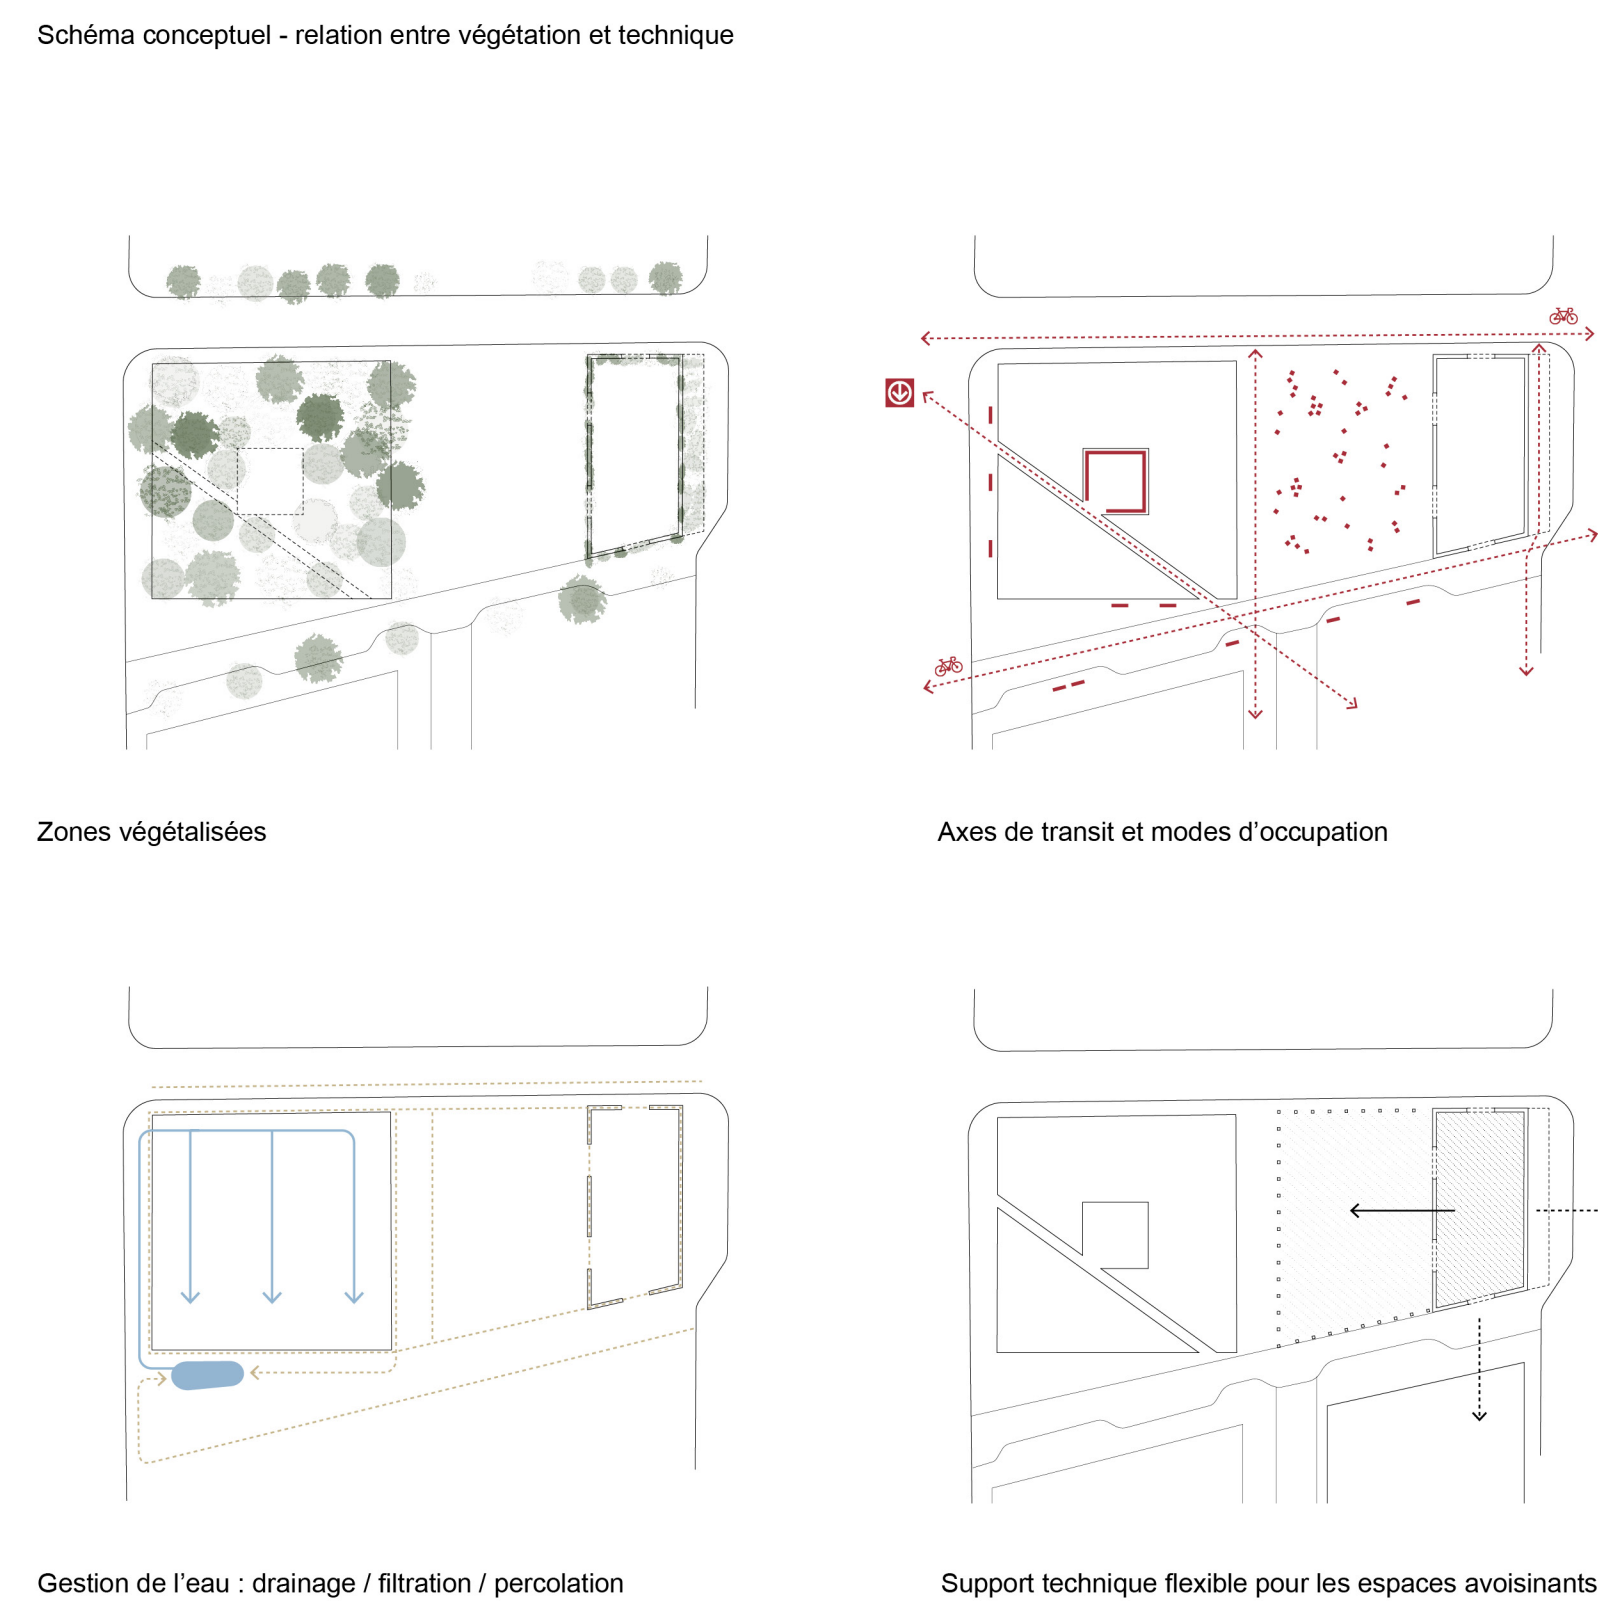 Schéma conceptuel - relation entre végétation et technique
Zones végétalisées
Axes de transit et modes d’occupation
Gestion de l’eau : drainage / filtration / percolation
Support technique flexible pour les espaces avoisinants